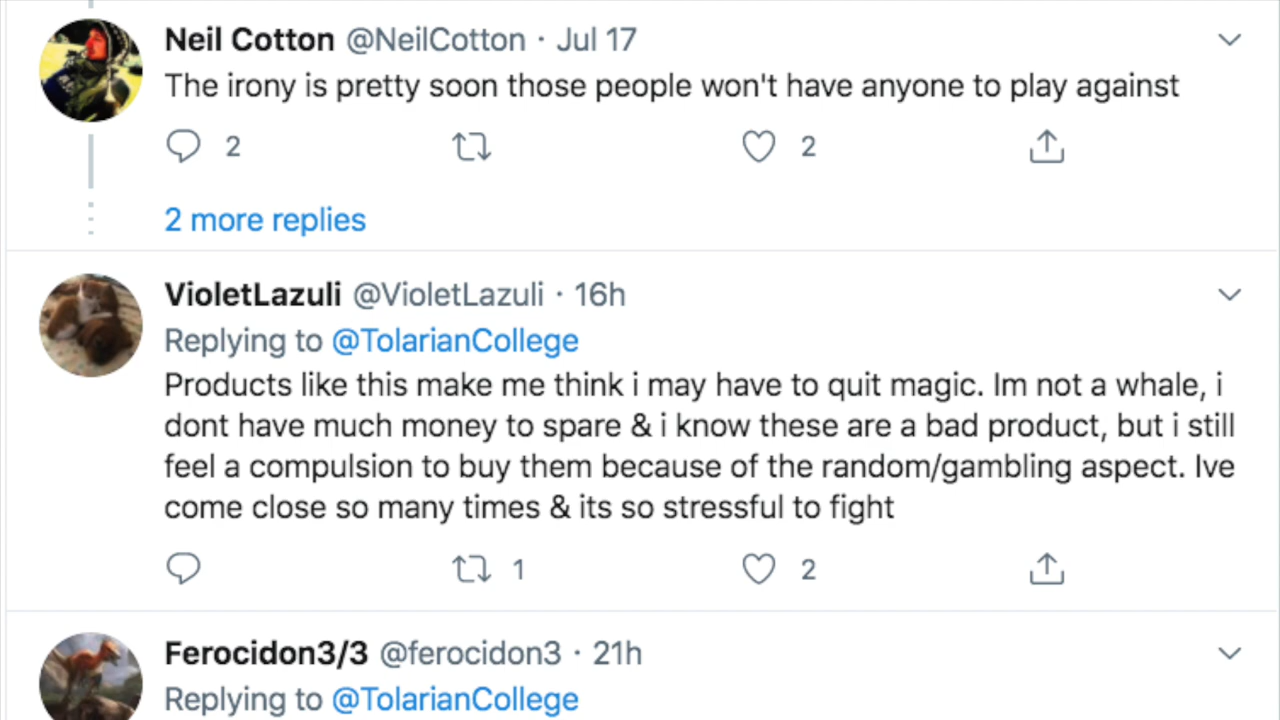 Neil Cotton @NeilCotton · Jul 17
The irony is pretty soon those people won't have anyone to play against
2 2
2 more replies
VioletLazuli @VioletLazuli · 16h
Replying to @TolarianCollege
Products like this make me think i may have to quit magic. Im not a whale, i
dont have much money to spare & i know these are a bad product, but i still
feel a compulsion to buy them because of the random/gambling aspect. Ive
come close so many times & its so stressful to fight
1 2
Ferocidon3/3 @ferocidon3 · 21h
Replying to @TolarianCollege